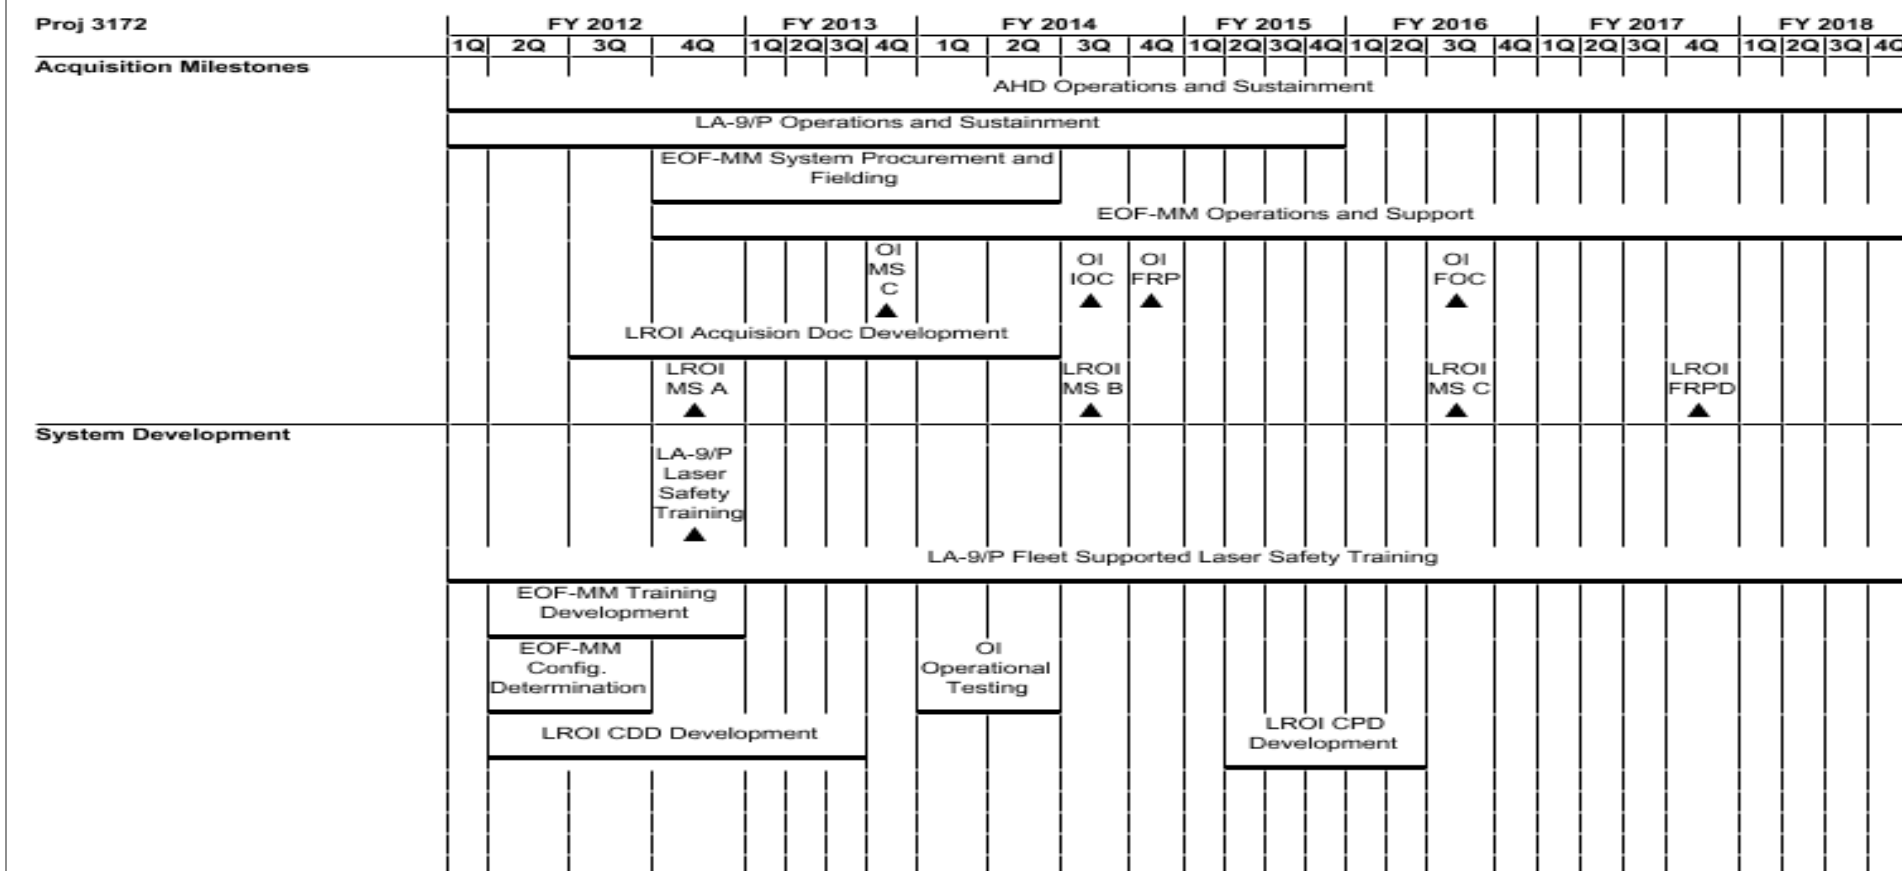 Proj 3172 FY 2012 FY 2013 FY 2014 FY 2015 FY 2016 FY 2017 FY 2018
1Q 2Q 3Q 4Q 1Q 2Q 3Q 4Q 1Q 2Q 3Q 4Q 1Q 2Q 3Q 4Q 1Q 2Q 3Q 4Q 1Q 2Q 3Q 4Q 1Q 2Q 3Q 4Q
Acquisition Milestones
AHD Operations and Sustainment
LA-9/P Operations and Sustainment
EOF-MM System Procurement and
Fielding
EOF-MM Operations and Support
OI
MS
C
OI
IOC
OI
FRP
OI
FOC
LROI Acquision Doc Development
LROI
MS A
LROI
MS B
LROI
MS C
LROI
FRPD
System Development
LA-9/P
Laser
Safety
Training
LA-9/P Fleet Supported Laser Safety Training
EOF-MM Training
Development
EOF-MM
Config.
Determination
OI
Operational
Testing
LROI CDD Development
LROI CPD
Development